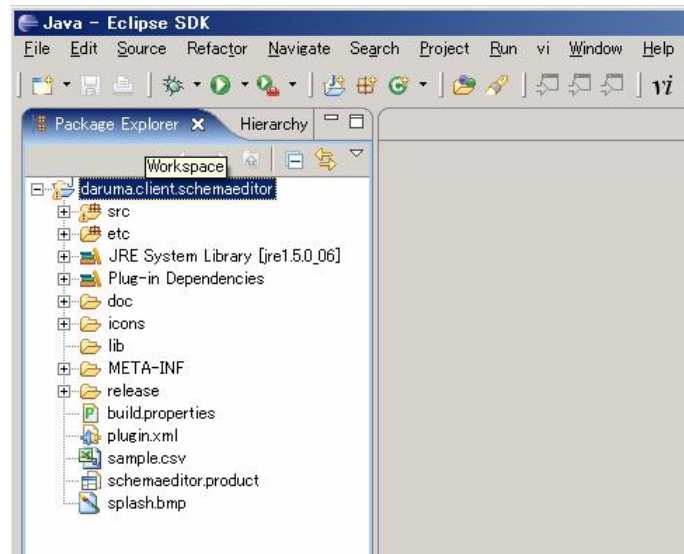 Java - Eclipse SDK
File Edit Source Refactor Navigate Search Project Run vi Window Help
vi
Package Explorer Hierarchy
Workspace
daruma.client.schemaeditor
src
etc
JRE System Library [jre1.5.0_06]
Plug-in Dependencies
doc
icons
lib
META-INF
release
build.properties
plugin.xml
sample.csv
schemaeditor.product
splash.bmp